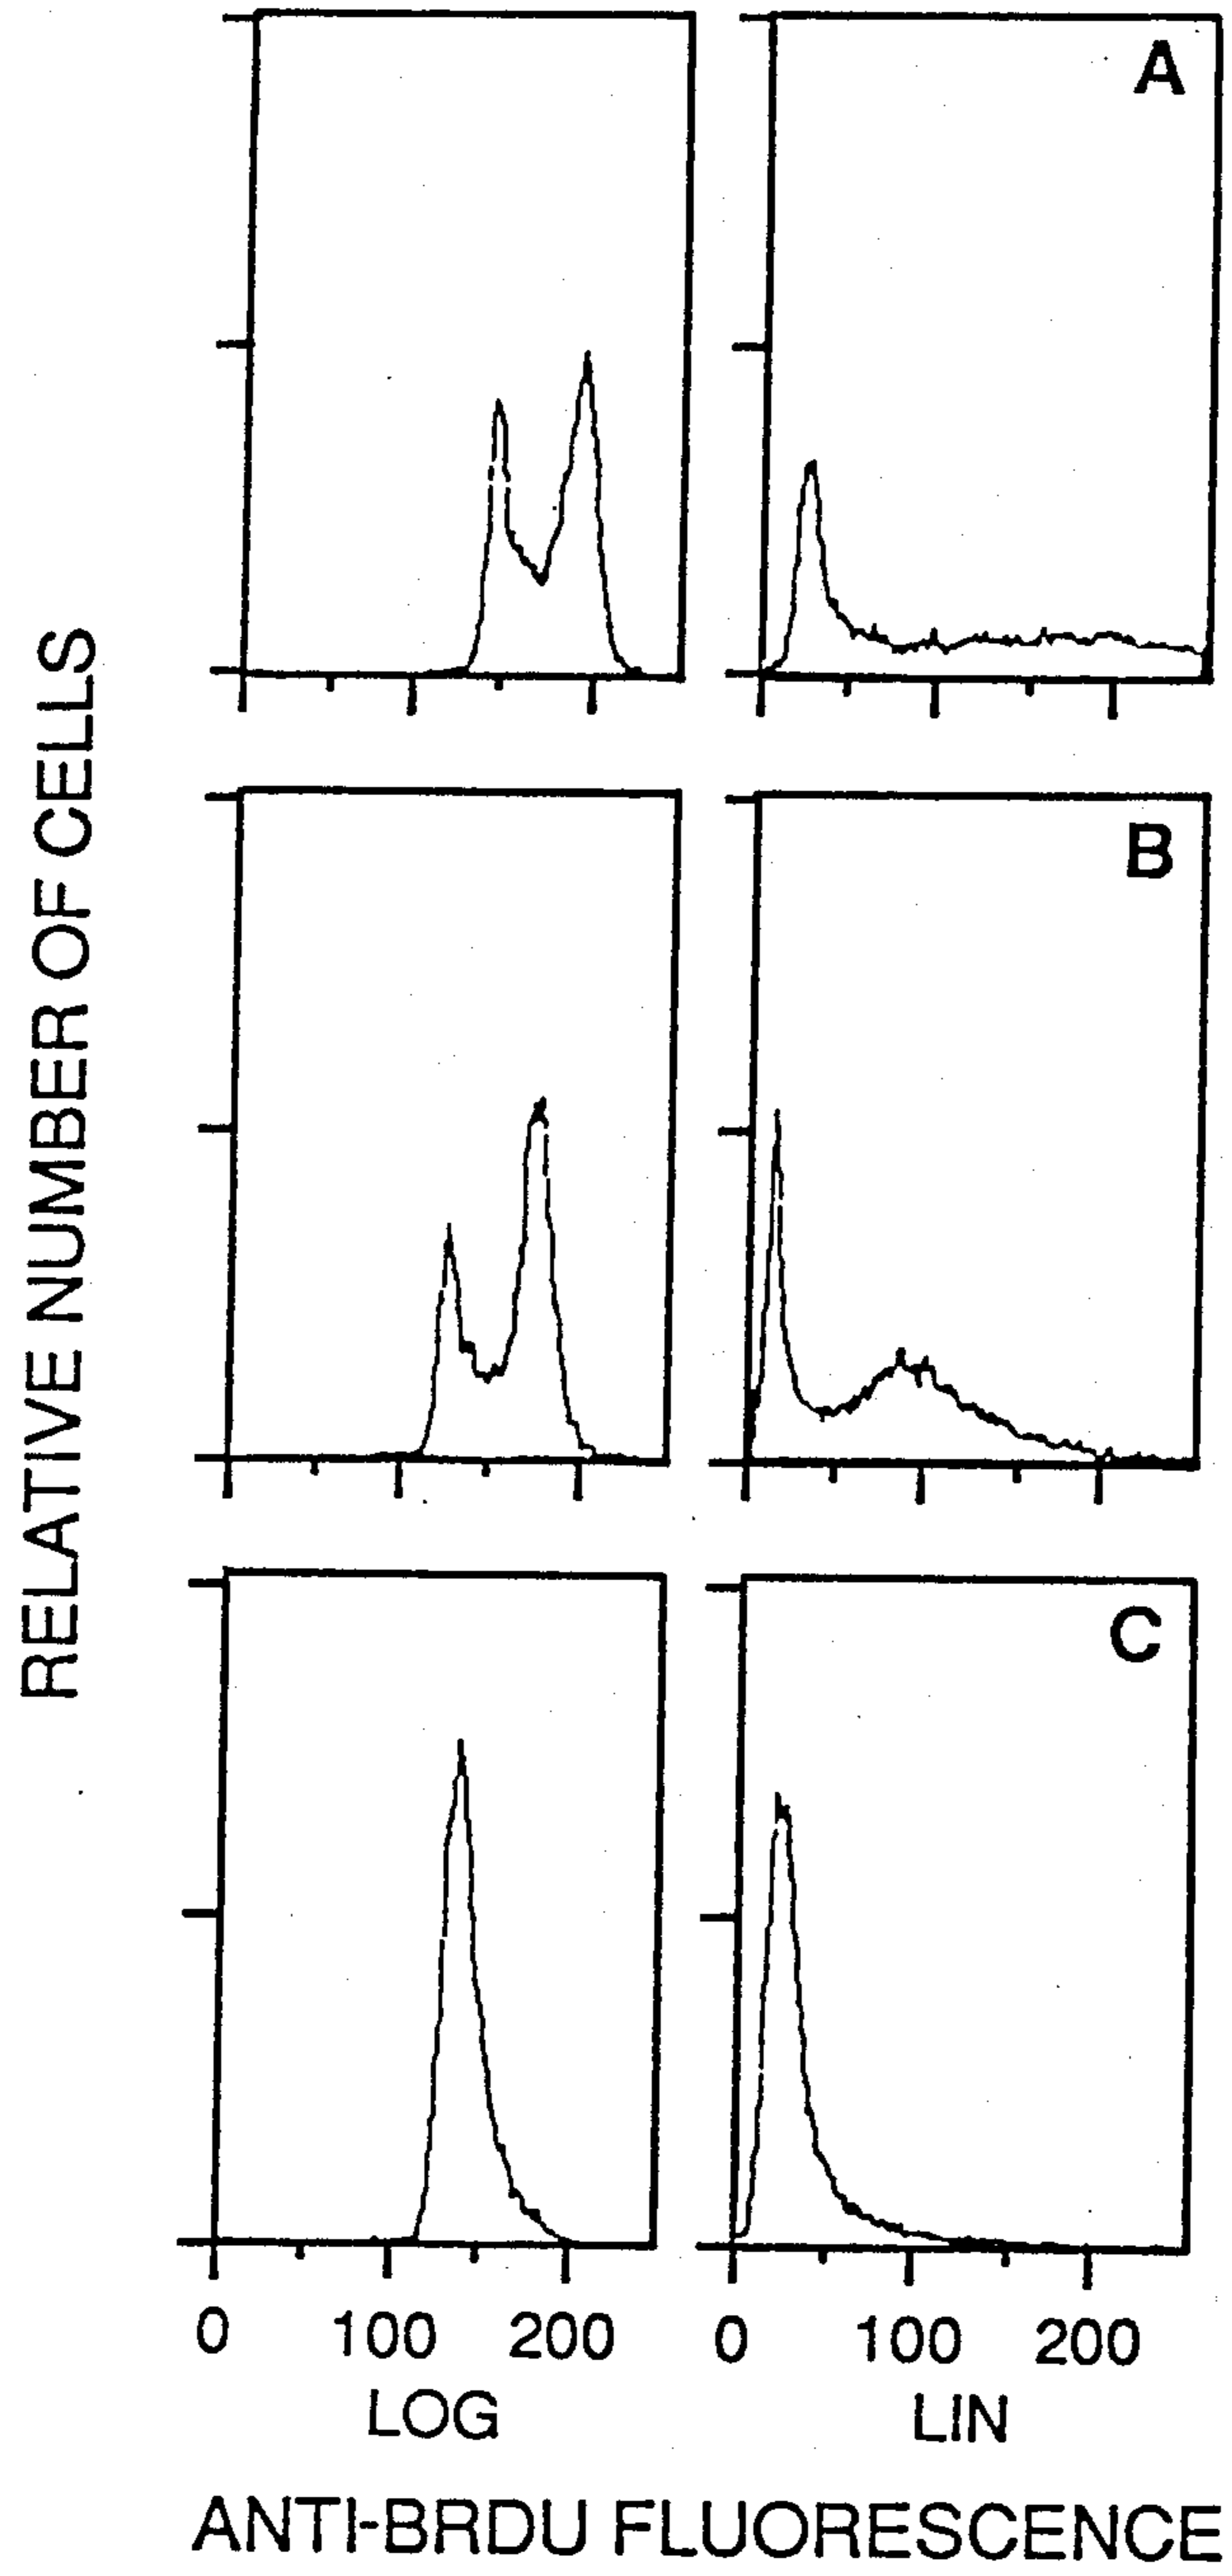 A
B
C
RELATIVE NUMBER OF CELLS
0 100 200 0 100 200
LOG LIN
ANTI-BRDU FLUORESCENCE